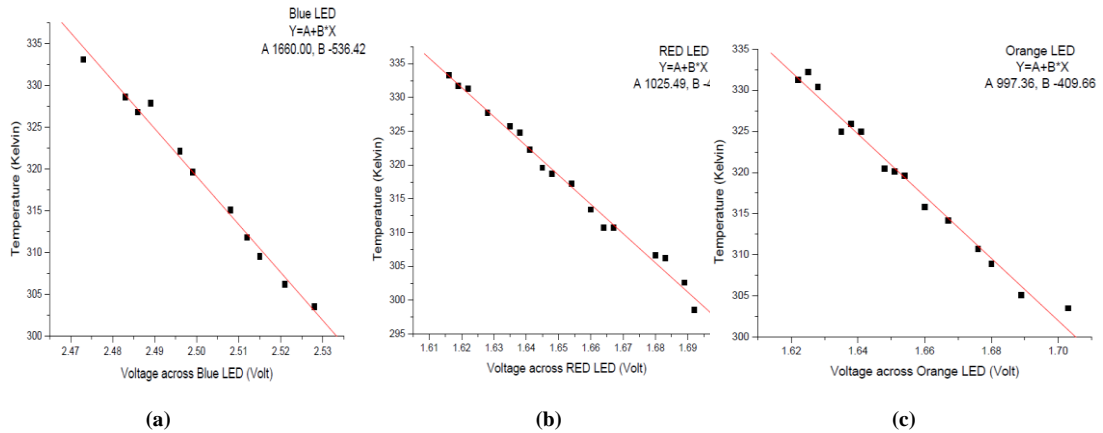 Blue LED
Y=A+B*X
A 1660.00, B -536.42
Temperature (Kelvin)
335
330
325
320
315
310
305
300
2.47 2.48 2.49 2.50 2.51 2.52 2.53
Voltage across Blue LED (Volt)
(a)
RED LED
Y=A+B*X
A 1025.49, B -4
Temperature (Kelvin)
335
330
325
320
315
310
305
300
295
1.61 1.62 1.63 1.64 1.65 1.66 1.67 1.68 1.69
Voltage across RED LED (Volt)
(b)
Orange LED
Y=A+B*X
A 997.36, B -409.66
Temperature (Kelvin)
335
330
325
320
315
310
305
300
1.62 1.64 1.66 1.68 1.70
Voltage across Orange LED (Volt)
(c)